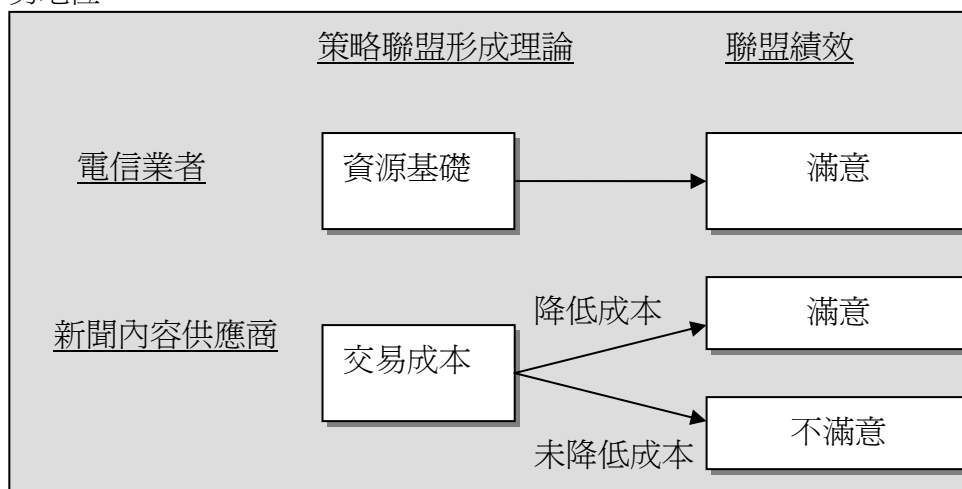 策略聯盟形成理論 聯盟績效
電信業者 資源基礎 滿意
新聞內容供應商 交易成本 降低成本 滿意
未降低成本 不滿意